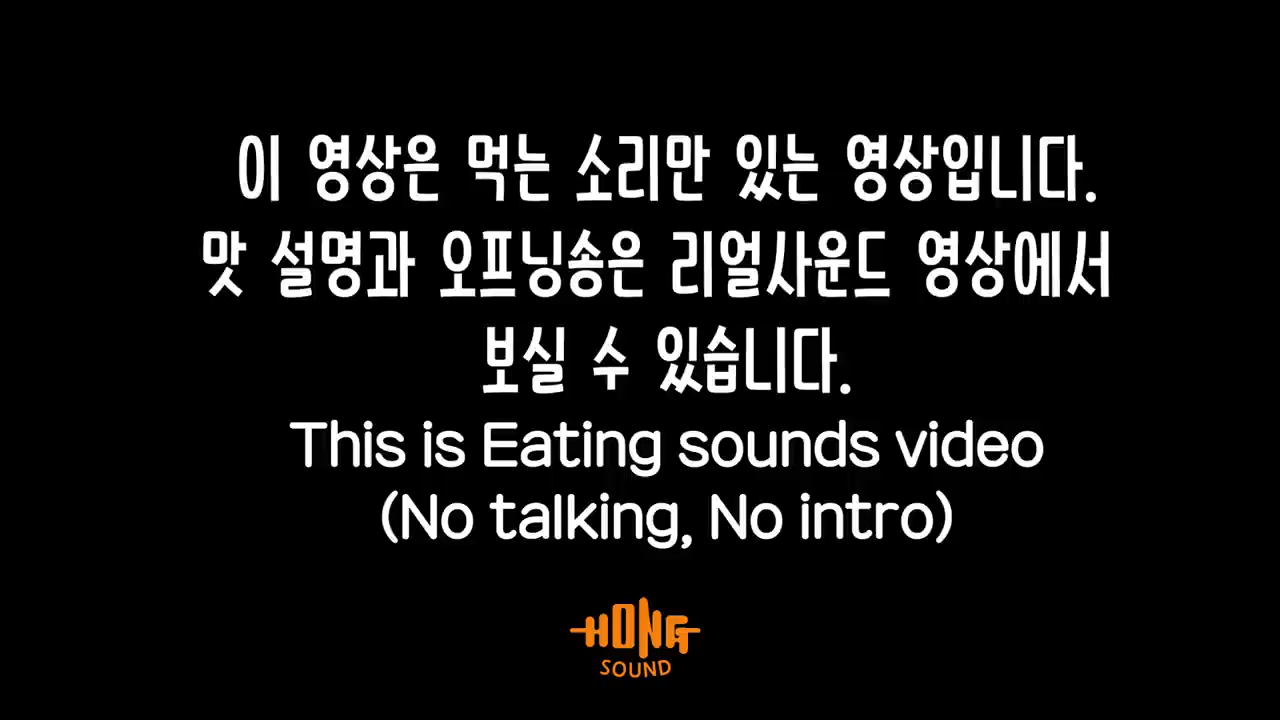 이 영상은 먹는 소리만 있는 영상입니다.
맛 설명과 오프닝송은 리얼사운드 영상에서
보실 수 있습니다.
This is Eating sounds video
(No talking, No intro)
HONG
SOUND